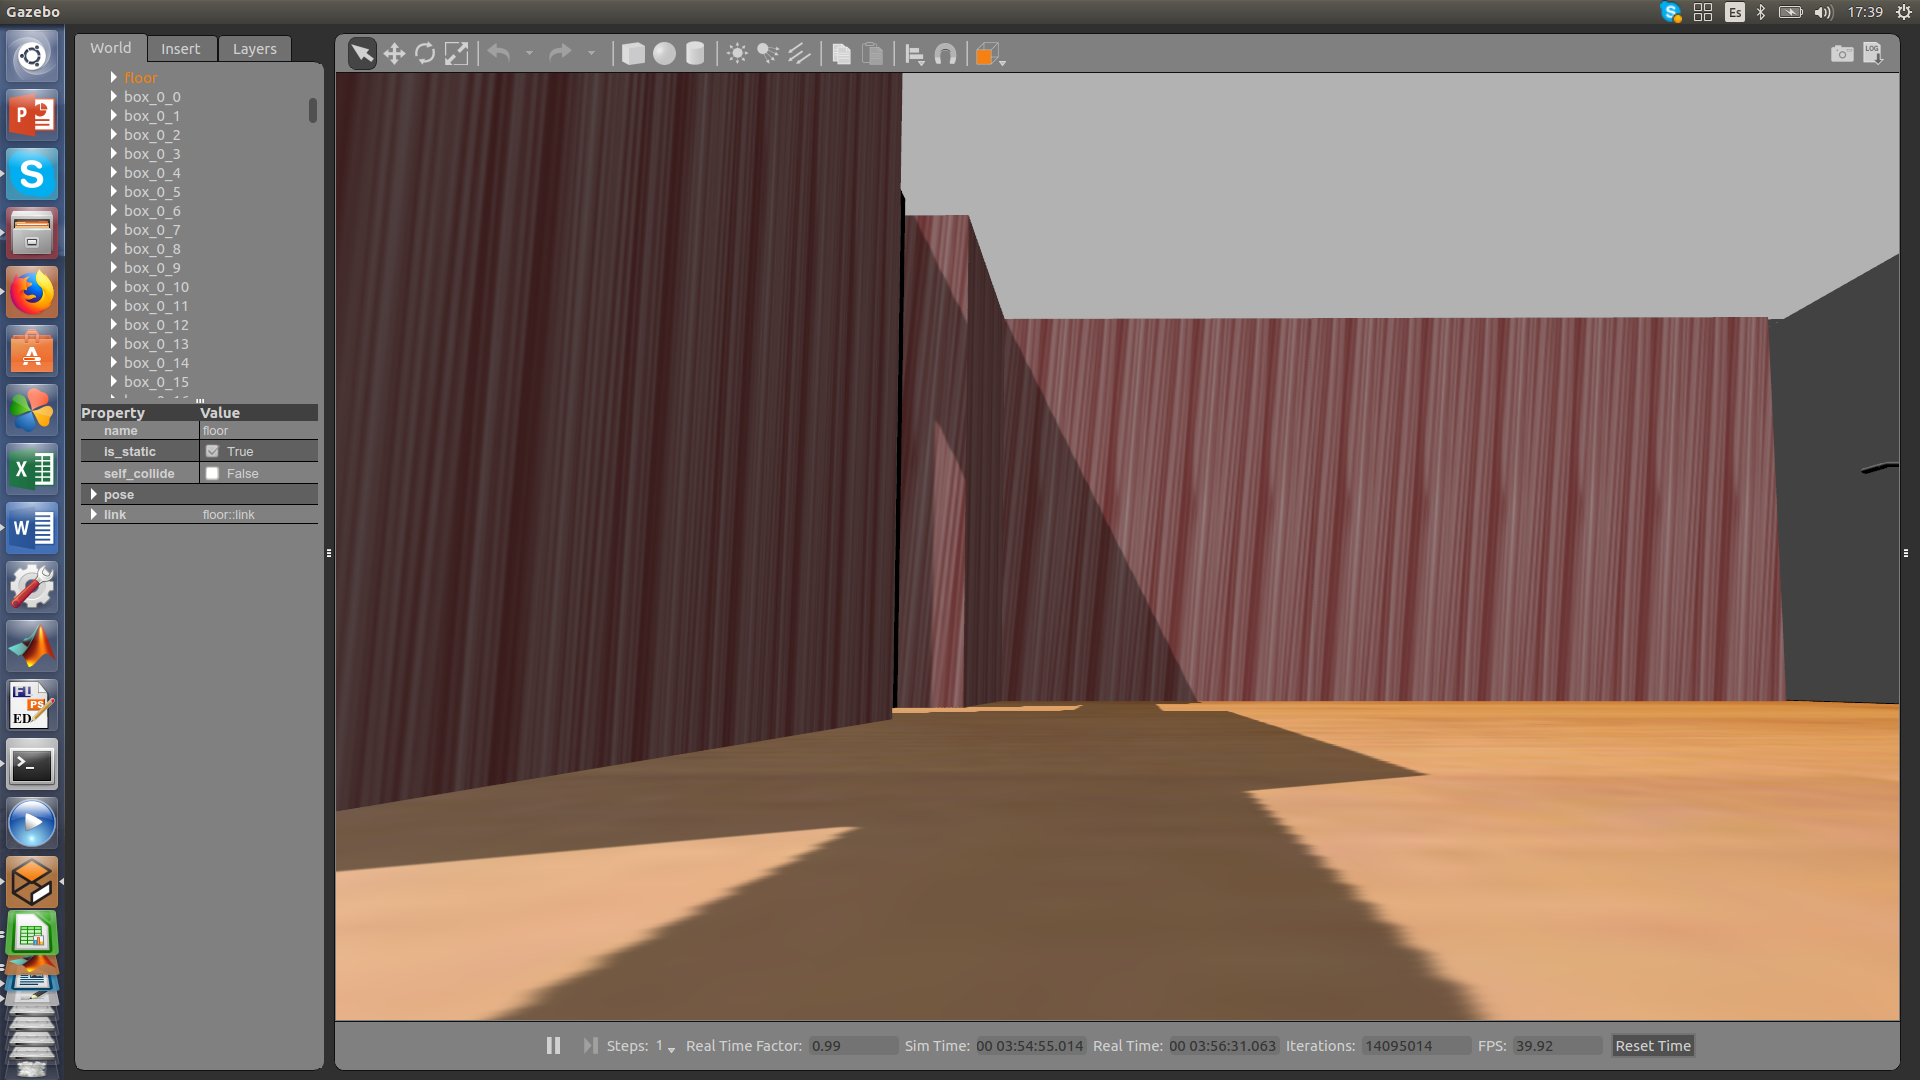 Gazebo
Es
17:39
World
Insert
Layers
LOG
floor
box_0_0
box_0_1
box_0_2
box_0_3
box_0_4
box_0_5
box_0_6
box_0_7
box_0_8
box_0_9
box_0_10
box_0_11
box_0_12
box_0_13
box_0_14
box_0_15
Property Value
name floor
is_static True
self_collide False
pose
link floor::link
Steps: 1 Real Time Factor: 0.99 Sim Time: 00 03:54:55.014 Real Time: 00 03:56:31.063 Iterations: 14095014 FPS: 39.92 Reset Time